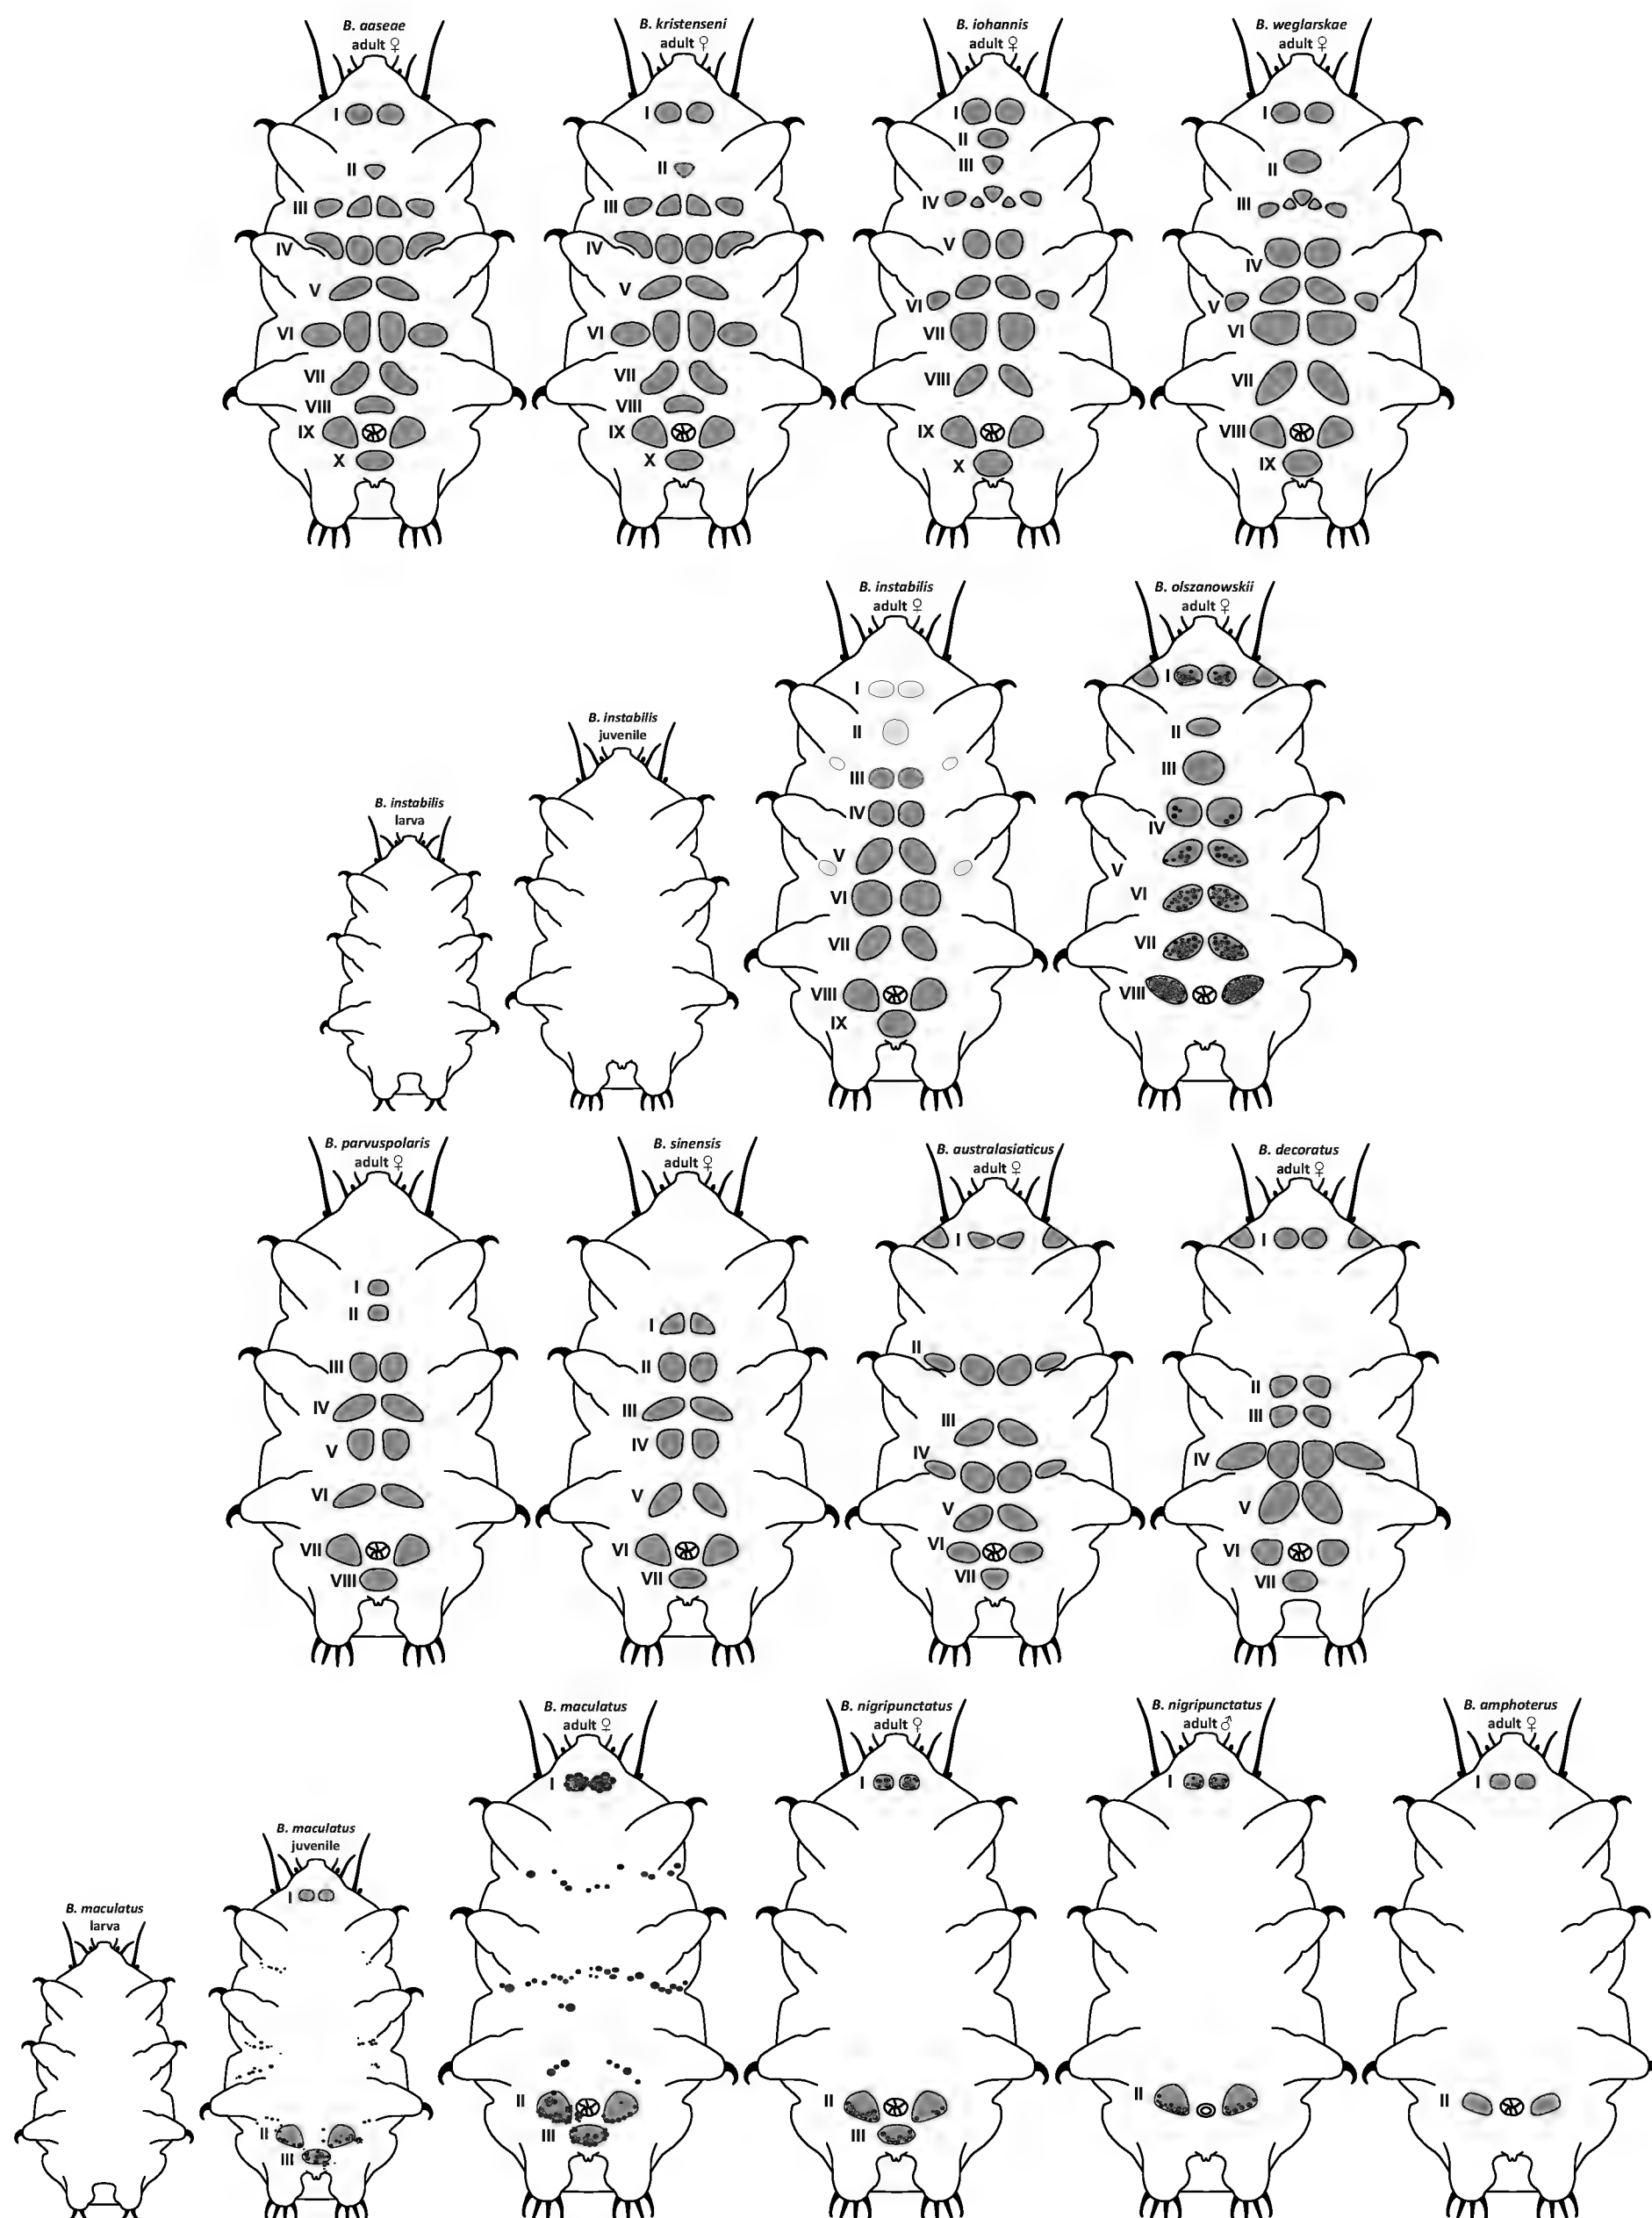 B. aaseae
adult ♀
I
II
III
IV
V
VI
VII
VIII
IX
X
B. kristenseni
adult ♀
I
II
III
IV
V
VI
VII
VIII
IX
X
B. iohannis
adult ♀
I
II
III
IV
V
VI
VII
VIII
IX
X
B. weglarskae
adult ♀
I
II
III
IV
V
VI
VII
VIII
IX
B. instabilis
larva
B. instabilis
juvenile
B. instabilis
adult ♀
I
II
III
IV
V
VI
VII
VIII
IX
B. olszanowskii
adult ♀
I
II
III
IV
V
VI
VII
VIII
B. parvuspolaris
adult ♀
I
II
III
IV
V
VI
VII
VIII
B. sinensis
adult ♀
I
II
III
IV
V
VI
VII
B. australasiaticus
adult ♀
I
II
III
IV
V
VI
VII
B. decoratus
adult ♀
I
II
III
IV
V
VI
VII
B. maculatus
larva
B. maculatus
juvenile
I
II
III
B. maculatus
adult ♀
I
II
III
B. nigripunctatus
adult ♀
I
II
III
B. nigripunctatus
adult ♂
I
II
B. amphoterus
adult ♀
I
II